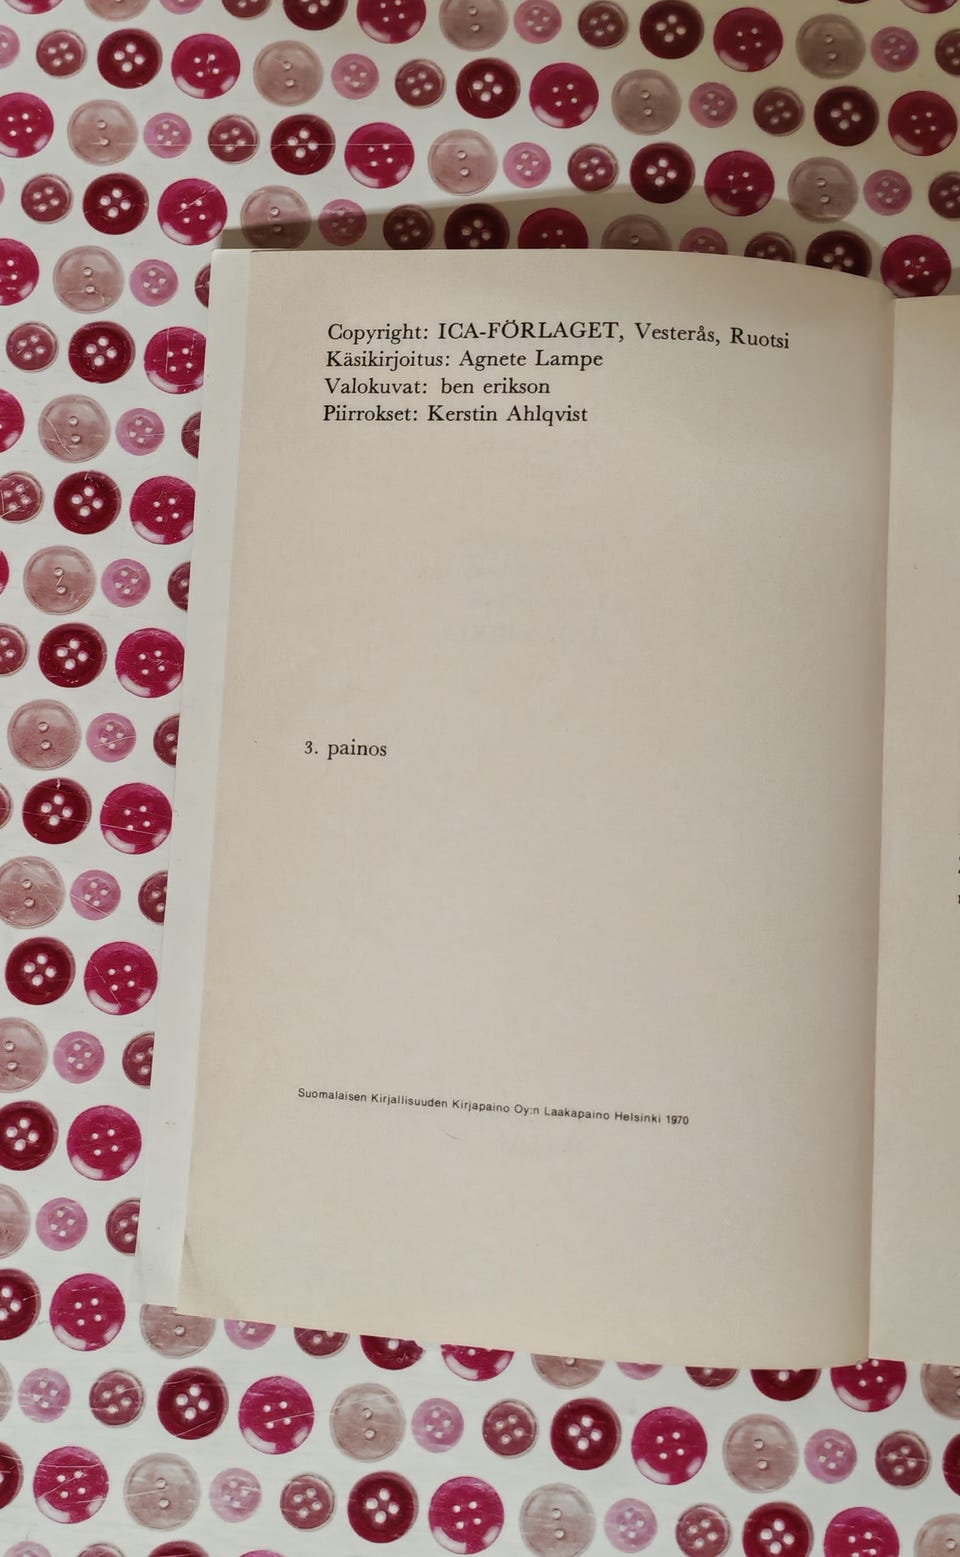 Copyright: ICA-FÖRLAGET, Vesterås, Ruotsi
Käsikirjoitus: Agnete Lampe
Valokuvat: ben erikson
Piirrokset: Kerstin Ahlqvist
3. painos
Suomalaisen Kirjallisuuden Kirjapaino Oy:n Laakapaino Helsinki 1970